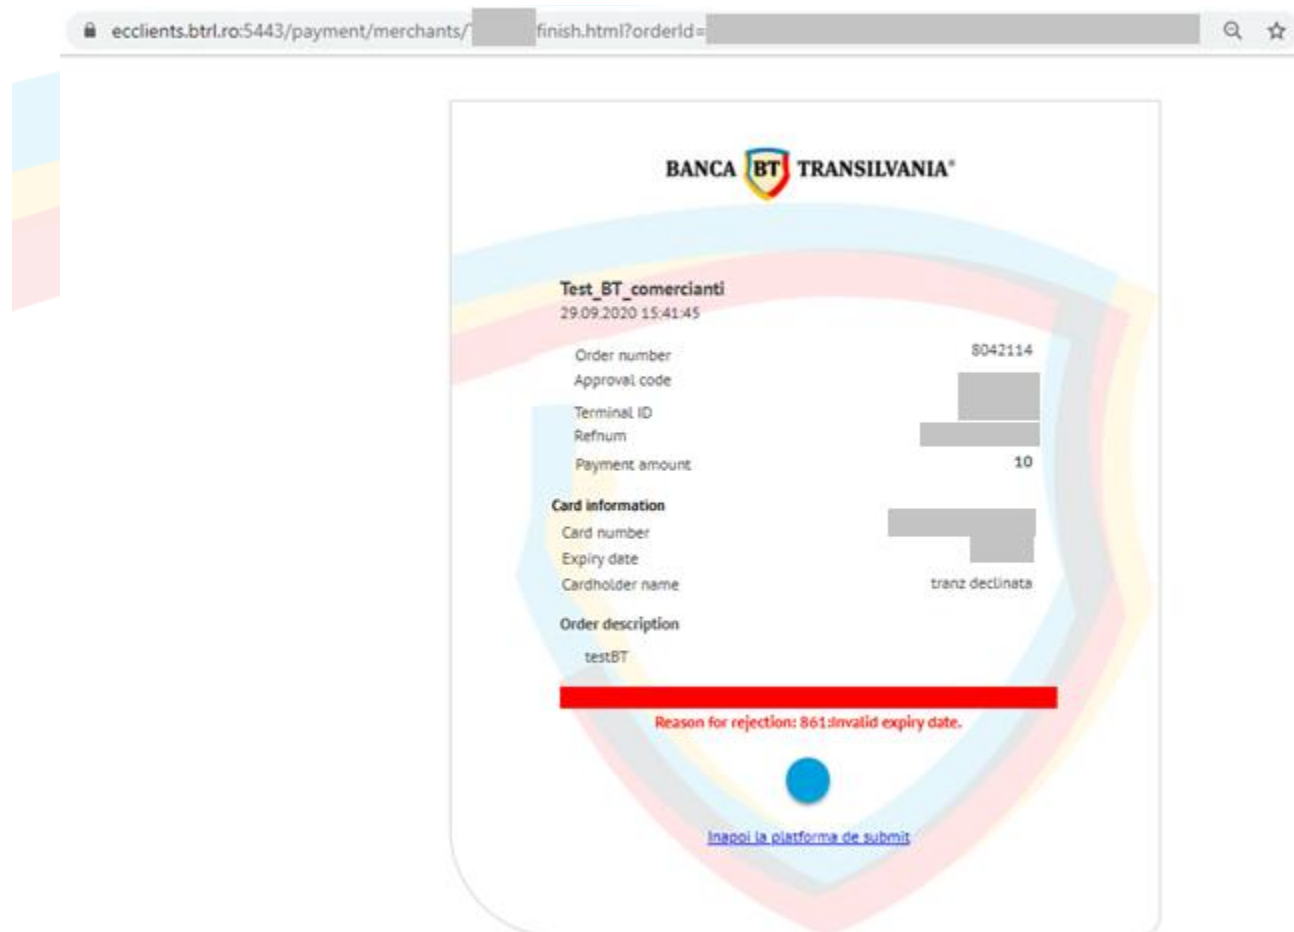 ecclients.btrl.ro:5443/payment/merchants/ finish.html?orderId=
BANCA BT TRANSILVANIA®
Test_BT_comercianti
29.09.2020 15:41:45
Order number 8042114
Approval code
Terminal ID
Refnum
Payment amount 10
Card information
Card number
Expiry date
Cardholder name tranz declinata
Order description
testBT
Reason for rejection: 861:Invalid expiry date.
Inapoi la platforma de submit